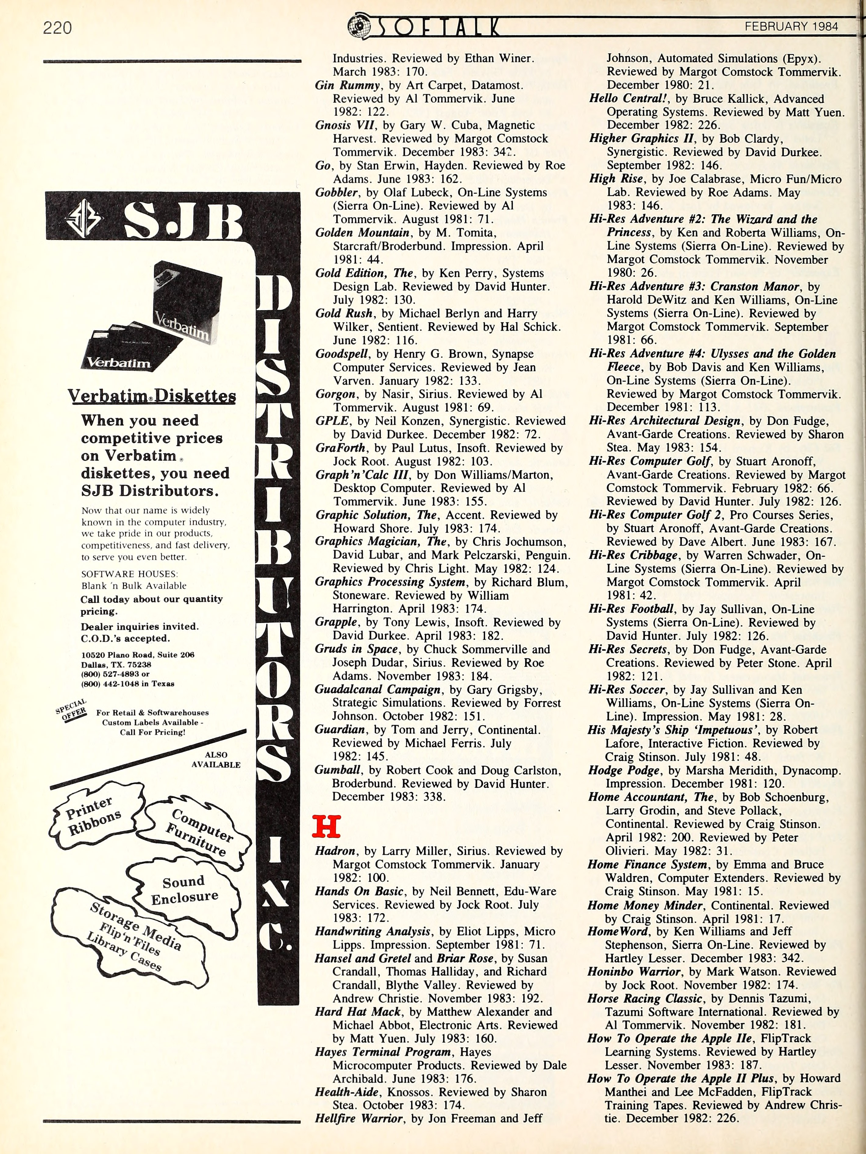 220
SOFTALK
FEBRUARY 1984
SJB
DISTRIBUTORS INC.
Verbatim
Verbatim
Verbatim® Diskettes
When you need
competitive prices
on Verbatim®
diskettes, you need
SJB Distributors.
Now that our name is widely
known in the computer industry,
we take pride in our products,
competitiveness, and fast delivery,
to serve you even better.
SOFTWARE HOUSES:
Blank 'n Bulk Available
Call today about our quantity
pricing.
Dealer inquiries invited.
C.O.D.'s accepted.
10520 Plano Road, Suite 206
Dallas, TX. 75238
(800) 527-4893 or
(800) 442-1048 in Texas
SPECIAL
OFFER
For Retail & Softwarehouses
Custom Labels Available -
Call For Pricing!
ALSO
AVAILABLE
Printer
Ribbons
Computer
Furniture
Sound
Enclosure
Storage Media
Flip'n'Files
Library Cases
Industries. Reviewed by Ethan Winer.
March 1983: 170.
Gin Rummy, by Art Carpet, Datamost.
Reviewed by Al Tommervik. June
1982: 122.
Gnosis VII, by Gary W. Cuba, Magnetic
Harvest. Reviewed by Margot Comstock
Tommervik. December 1983: 342.
Go, by Stan Erwin, Hayden. Reviewed by Roe
Adams. June 1983: 162.
Gobbler, by Olaf Lubeck, On-Line Systems
(Sierra On-Line). Reviewed by Al
Tommervik. August 1981: 71.
Golden Mountain, by M. Tomita,
Starcraft/Broderbund. Impression. April
1981: 44.
Gold Edition, The, by Ken Perry, Systems
Design Lab. Reviewed by David Hunter.
July 1982: 130.
Gold Rush, by Michael Berlyn and Harry
Wilker, Sentient. Reviewed by Hal Schick.
June 1982: 116.
Goodspell, by Henry G. Brown, Synapse
Computer Services. Reviewed by Jean
Varven. January 1982: 133.
Gorgon, by Nasir, Sirius. Reviewed by Al
Tommervik. August 1981: 69.
GPLE, by Neil Konzen, Synergistic. Reviewed
by David Durkee. December 1982: 72.
GraForth, by Paul Lutus, Insoft. Reviewed by
Jock Root. August 1982: 103.
Graph'n'Calc III, by Don Williams/Marton,
Desktop Computer. Reviewed by Al
Tommervik. June 1983: 155.
Graphic Solution, The, Accent. Reviewed by
Howard Shore. July 1983: 174.
Graphics Magician, The, by Chris Jochumson,
David Lubar, and Mark Pelczarski, Penguin.
Reviewed by Chris Light. May 1982: 124.
Graphics Processing System, by Richard Blum,
Stoneware. Reviewed by William
Harrington. April 1983: 174.
Grapple, by Tony Lewis, Insoft. Reviewed by
David Durkee. April 1983: 182.
Gruds in Space, by Chuck Sommerville and
Joseph Dudar, Sirius. Reviewed by Roe
Adams. November 1983: 184.
Guadalcanal Campaign, by Gary Grigsby,
Strategic Simulations. Reviewed by Forrest
Johnson. October 1982: 151.
Guardian, by Tom and Jerry, Continental.
Reviewed by Michael Ferris. July
1982: 145.
Gumball, by Robert Cook and Doug Carlston,
Broderbund. Reviewed by David Hunter.
December 1983: 338.
H
Hadron, by Larry Miller, Sirius. Reviewed by
Margot Comstock Tommervik. January
1982: 100.
Hands On Basic, by Neil Bennett, Edu-Ware
Services. Reviewed by Jock Root. July
1983: 172.
Handwriting Analysis, by Eliot Lipps, Micro
Lipps. Impression. September 1981: 71.
Hansel and Gretel and Briar Rose, by Susan
Crandall, Thomas Halliday, and Richard
Crandall, Blythe Valley. Reviewed by
Andrew Christie. November 1983: 192.
Hard Hat Mack, by Matthew Alexander and
Michael Abbot, Electronic Arts. Reviewed
by Matt Yuen. July 1983: 160.
Hayes Terminal Program, Hayes
Microcomputer Products. Reviewed by Dale
Archibald. June 1983: 176.
Health-Aide, Knossos. Reviewed by Sharon
Stea. October 1983: 174.
Hellfire Warrior, by Jon Freeman and Jeff
Johnson, Automated Simulations (Epyx).
Reviewed by Margot Comstock Tommervik.
December 1980: 21.
Hello Central!, by Bruce Kallick, Advanced
Operating Systems. Reviewed by Matt Yuen.
December 1982: 226.
Higher Graphics II, by Bob Clardy,
Synergistic. Reviewed by David Durkee.
September 1982: 146.
High Rise, by Joe Calabrase, Micro Fun/Micro
Lab. Reviewed by Roe Adams. May
1983: 146.
Hi-Res Adventure #2: The Wizard and the
Princess, by Ken and Roberta Williams, On-
Line Systems (Sierra On-Line). Reviewed by
Margot Comstock Tommervik. November
1980: 26.
Hi-Res Adventure #3: Cranston Manor, by
Harold DeWitz and Ken Williams, On-Line
Systems (Sierra On-Line). Reviewed by
Margot Comstock Tommervik. September
1981: 66.
Hi-Res Adventure #4: Ulysses and the Golden
Fleece, by Bob Davis and Ken Williams,
On-Line Systems (Sierra On-Line).
Reviewed by Margot Comstock Tommervik.
December 1981: 113.
Hi-Res Architectural Design, by Don Fudge,
Avant-Garde Creations. Reviewed by Sharon
Stea. May 1983: 154.
Hi-Res Computer Golf, by Stuart Aronoff,
Avant-Garde Creations. Reviewed by Margot
Comstock Tommervik. February 1982: 66.
Reviewed by David Hunter. July 1982: 126.
Hi-Res Computer Golf 2, Pro Courses Series,
by Stuart Aronoff, Avant-Garde Creations.
Reviewed by Dave Albert. June 1983: 167.
Hi-Res Cribbage, by Warren Schwader, On-
Line Systems (Sierra On-Line). Reviewed by
Margot Comstock Tommervik. April
1981: 42.
Hi-Res Football, by Jay Sullivan, On-Line
Systems (Sierra On-Line). Reviewed by
David Hunter. July 1982: 126.
Hi-Res Secrets, by Don Fudge, Avant-Garde
Creations. Reviewed by Peter Stone. April
1982: 121.
Hi-Res Soccer, by Jay Sullivan and Ken
Williams, On-Line Systems (Sierra On-
Line). Impression. May 1981: 28.
His Majesty's Ship 'Impetuous', by Robert
Lafore, Interactive Fiction. Reviewed by
Craig Stinson. July 1981: 48.
Hodge Podge, by Marsha Meridith, Dynacomp.
Impression. December 1981: 120.
Home Accountant, The, by Bob Schoenburg,
Larry Grodin, and Steve Pollack,
Continental. Reviewed by Craig Stinson.
April 1982: 200. Reviewed by Peter
Olivieri. May 1982: 31.
Home Finance System, by Emma and Bruce
Waldren, Computer Extenders. Reviewed by
Craig Stinson. May 1981: 15.
Home Money Minder, Continental. Reviewed
by Craig Stinson. April 1981: 17.
HomeWord, by Ken Williams and Jeff
Stephenson, Sierra On-Line. Reviewed by
Hartley Lesser. December 1983: 342.
Honinbo Warrior, by Mark Watson. Reviewed
by Jock Root. November 1982: 174.
Horse Racing Classic, by Dennis Tazumi,
Tazumi Software International. Reviewed by
Al Tommervik. November 1982: 181.
How To Operate the Apple IIe, FlipTrack
Learning Systems. Reviewed by Hartley
Lesser. November 1983: 187.
How To Operate the Apple II Plus, by Howard
Manthei and Lee McFadden, FlipTrack
Training Tapes. Reviewed by Andrew Chris-
tie. December 1982: 226.